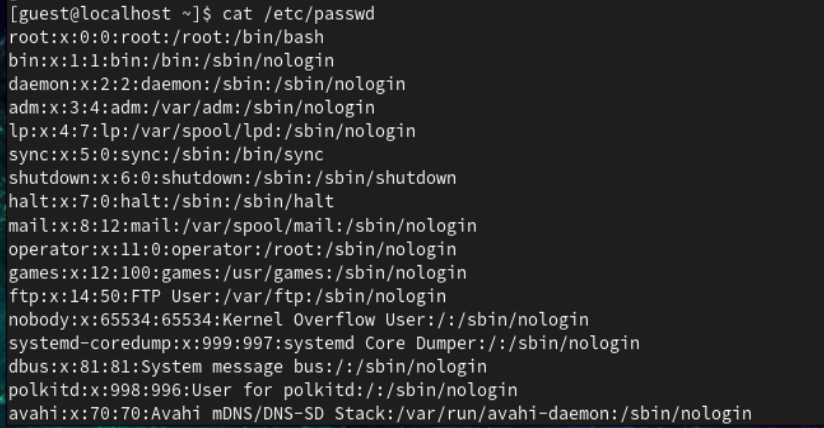 [guest@localhost ~]$ cat /etc/passwd
root:x:0:0:root:/root:/bin/bash
bin:x:1:1:bin:/bin:/sbin/nologin
daemon:x:2:2:daemon:/sbin:/sbin/nologin
adm:x:3:4:adm:/var/adm:/sbin/nologin
lp:x:4:7:lp:/var/spool/lpd:/sbin/nologin
sync:x:5:0:sync:/sbin:/bin/sync
shutdown:x:6:0:shutdown:/sbin:/sbin/shutdown
halt:x:7:0:halt:/sbin:/sbin/halt
mail:x:8:12:mail:/var/spool/mail:/sbin/nologin
operator:x:11:0:operator:/root:/sbin/nologin
games:x:12:100:games:/usr/games:/sbin/nologin
ftp:x:14:50:FTP User:/var/ftp:/sbin/nologin
nobody:x:65534:65534:Kernel Overflow User:/:/sbin/nologin
systemd-coredump:x:999:997:systemd Core Dumper:/:/sbin/nologin
dbus:x:81:81:System message bus:/:/sbin/nologin
polkitd:x:998:996:User for polkitd:/:/sbin/nologin
avahi:x:70:70:Avahi mDNS/DNS-SD Stack:/var/run/avahi-daemon:/sbin/nologin